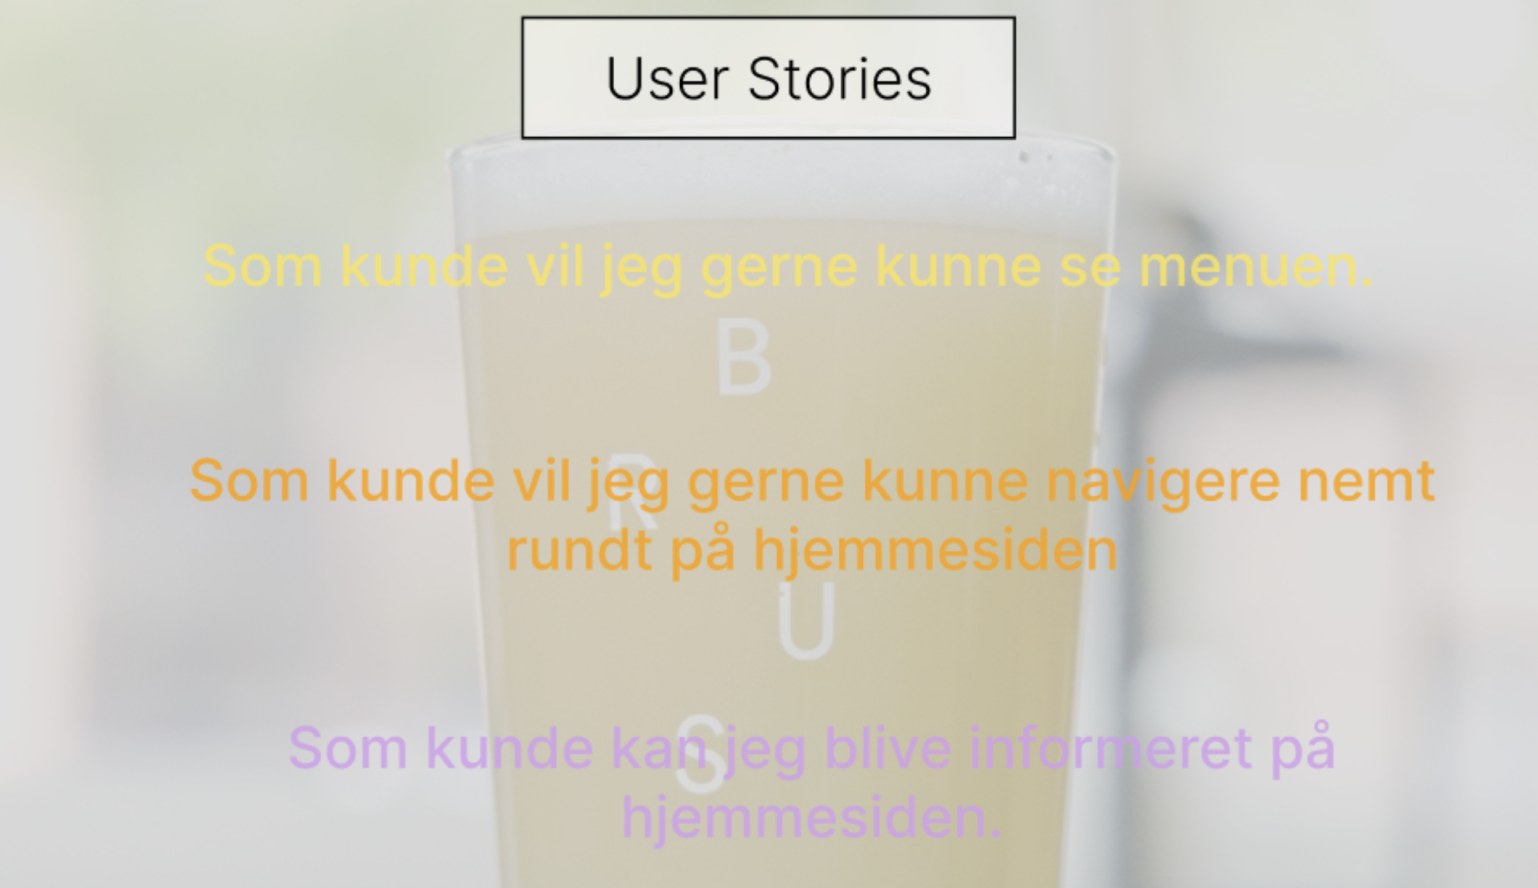 User Stories
Som kunde vil jeg gerne kunne se menuen.
B
R
Som kunde vil jeg gerne kunne navigere nemt
rundt på hjemmesiden
U
S
Som kunde kan jeg blive informeret på
hjemmesiden.